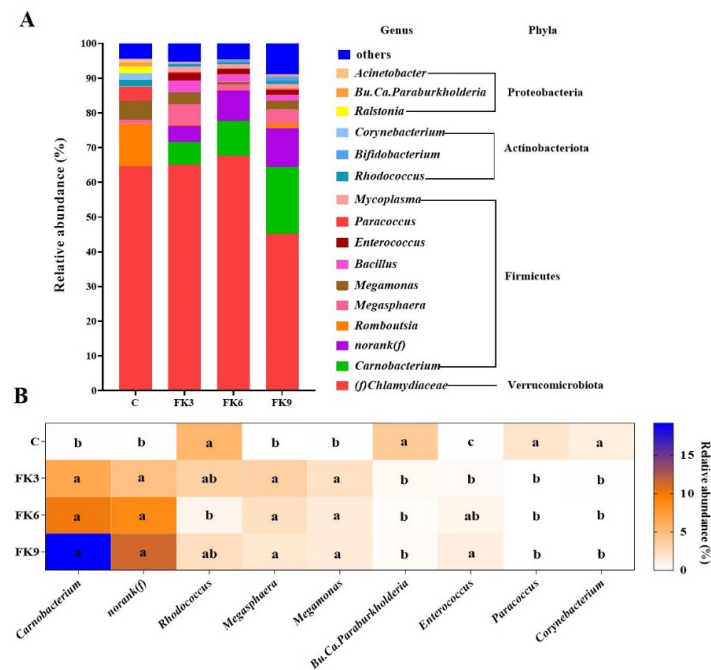 A
Genus Phyla
Relative abundance (%)
100
90
80
70
60
50
40
30
20
10
0
C FK3 FK6 FK9
others
Acinetobacter
Bu.Ca.Paraburkholderia
Ralstonia
Proteobacteria
Corynebacterium
Bifidobacterium
Rhodococcus
Actinobacteriota
Mycoplasma
Paracoccus
Enterococcus
Bacillus
Megamonas
Megasphaera
Romboutsia
norank(f)
Carnobacterium
Firmicutes
(f)Chlamydiaceae Verrucomicrobiota
B
C b b a b b a c a a
FK3 a a ab a a b b b b
FK6 a a b a a b ab b b
FK9 a a ab a a b a b b
Carnobacterium
norank(f)
Rhodococcus
Megasphaera
Megamonas
Bu.Ca.Paraburkholderia
Enterococcus
Paracoccus
Corynebacterium
15
10
5
0
Relative abundance (%)